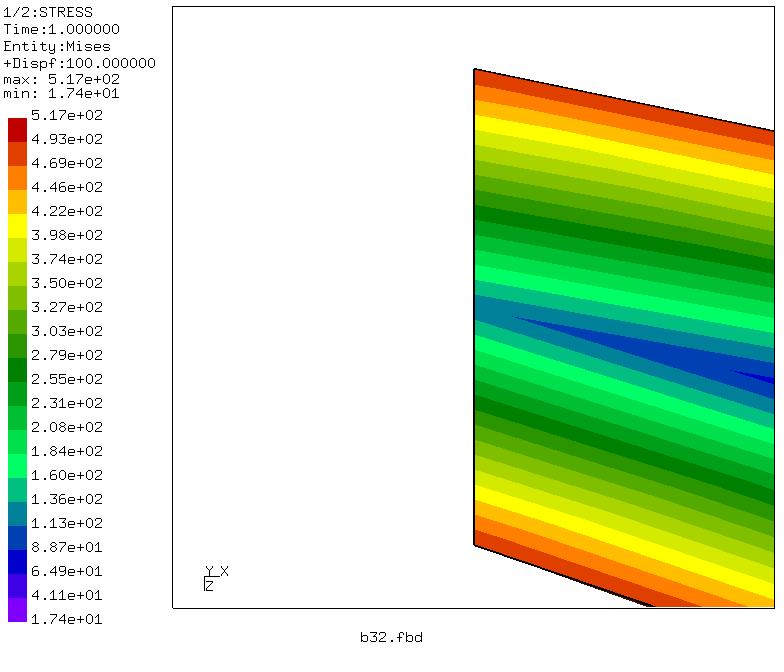 1/2:STRESS
Time:1.000000
Entity:Mises
+Dispf:100.000000
max: 5.17e+02
min: 1.74e+01
5.17e+02
4.93e+02
4.69e+02
4.46e+02
4.22e+02
3.98e+02
3.74e+02
3.50e+02
3.27e+02
3.03e+02
2.79e+02
2.55e+02
2.31e+02
2.08e+02
1.84e+02
1.60e+02
1.36e+02
1.13e+02
8.87e+01
6.49e+01
4.11e+01
1.74e+01
Y X
Z
b32.fbd